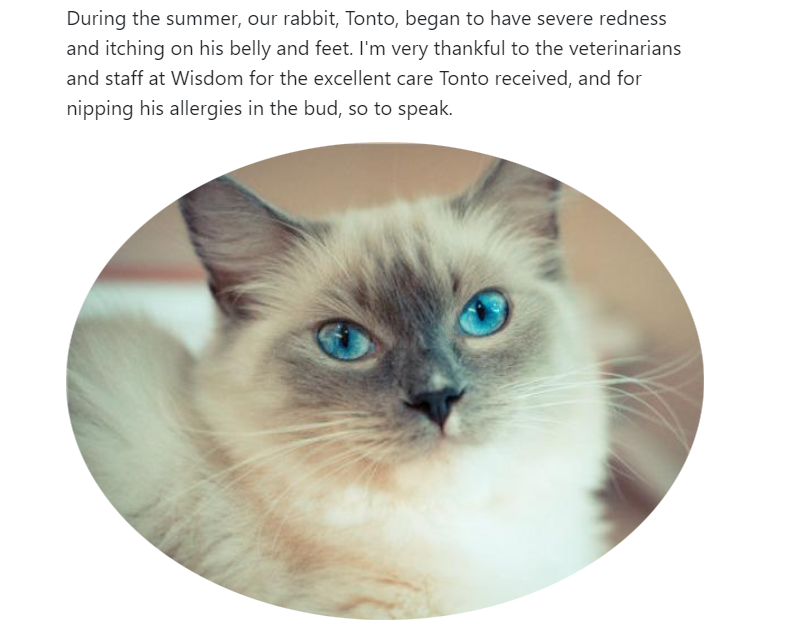 During the summer, our rabbit, Tonto, began to have severe redness
and itching on his belly and feet. I'm very thankful to the veterinarians
and staff at Wisdom for the excellent care Tonto received, and for
nipping his allergies in the bud, so to speak.